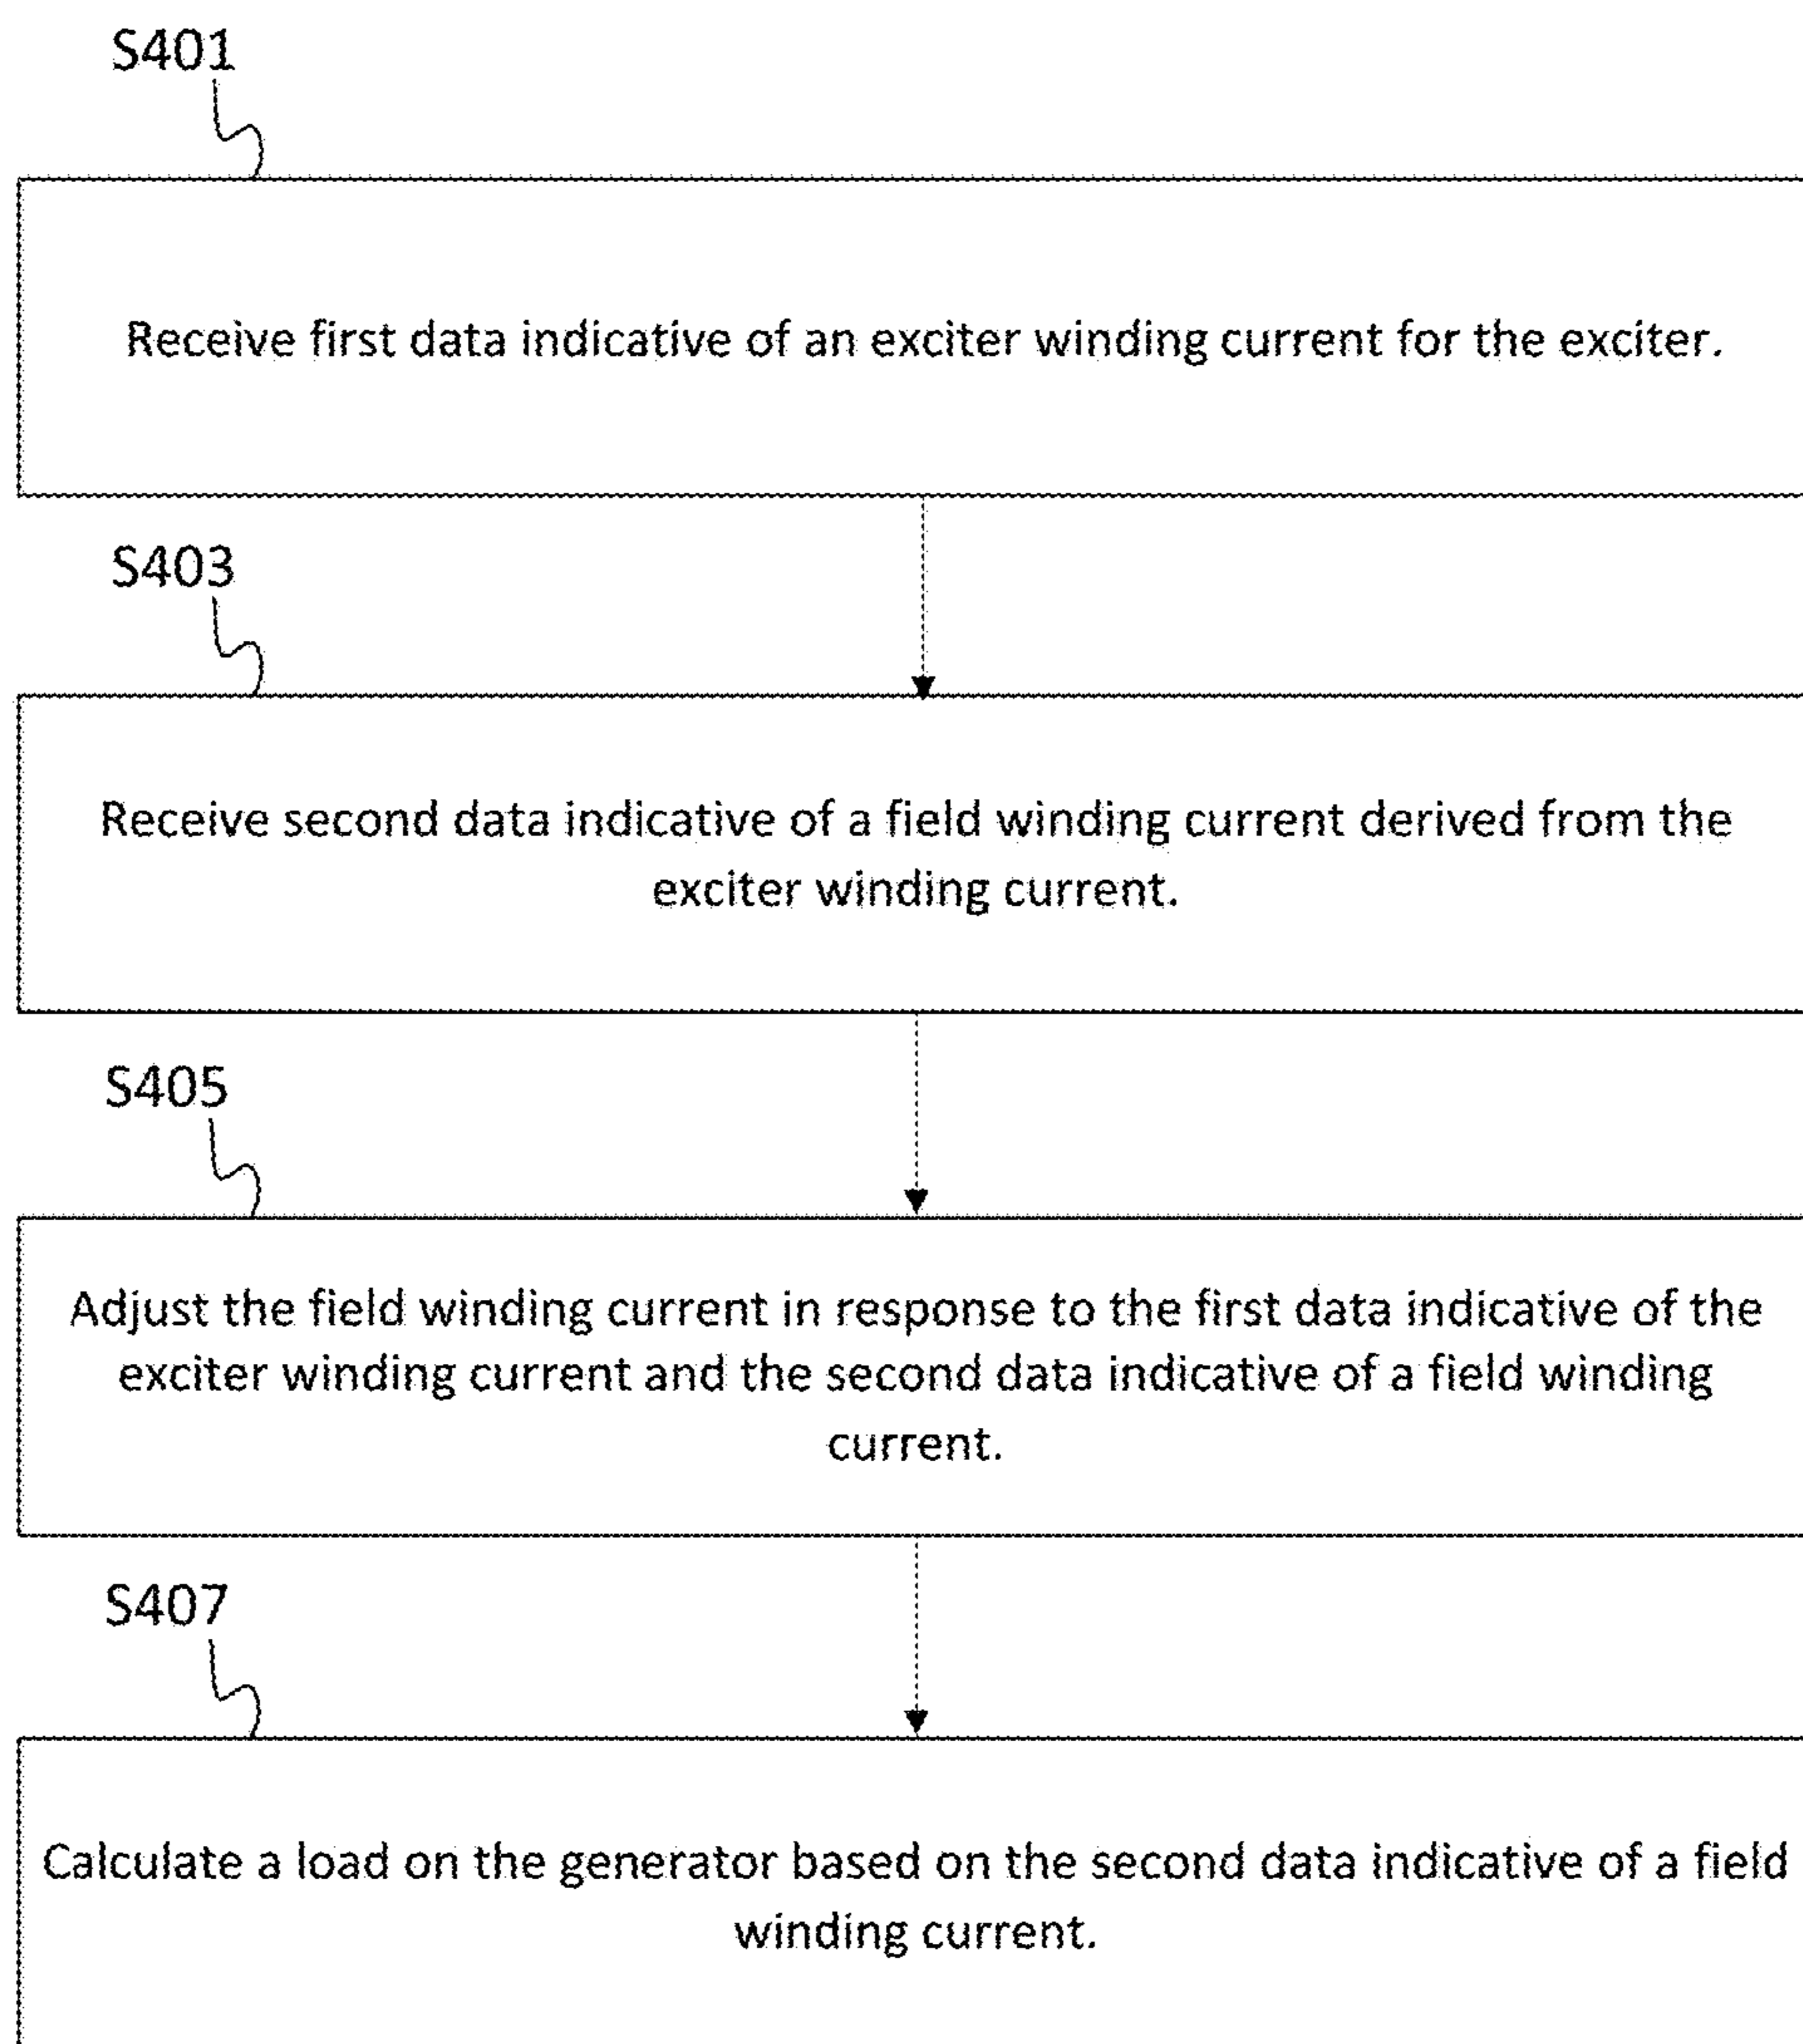 S401
Receive first data indicative of an exciter winding current for the exciter.
S403
Receive second data indicative of a field winding current derived from the
exciter winding current.
S405
Adjust the field winding current in response to the first data indicative of the
exciter winding current and the second data indicative of a field winding
current.
S407
Calculate a load on the generator based on the second data indicative of a field
winding current.